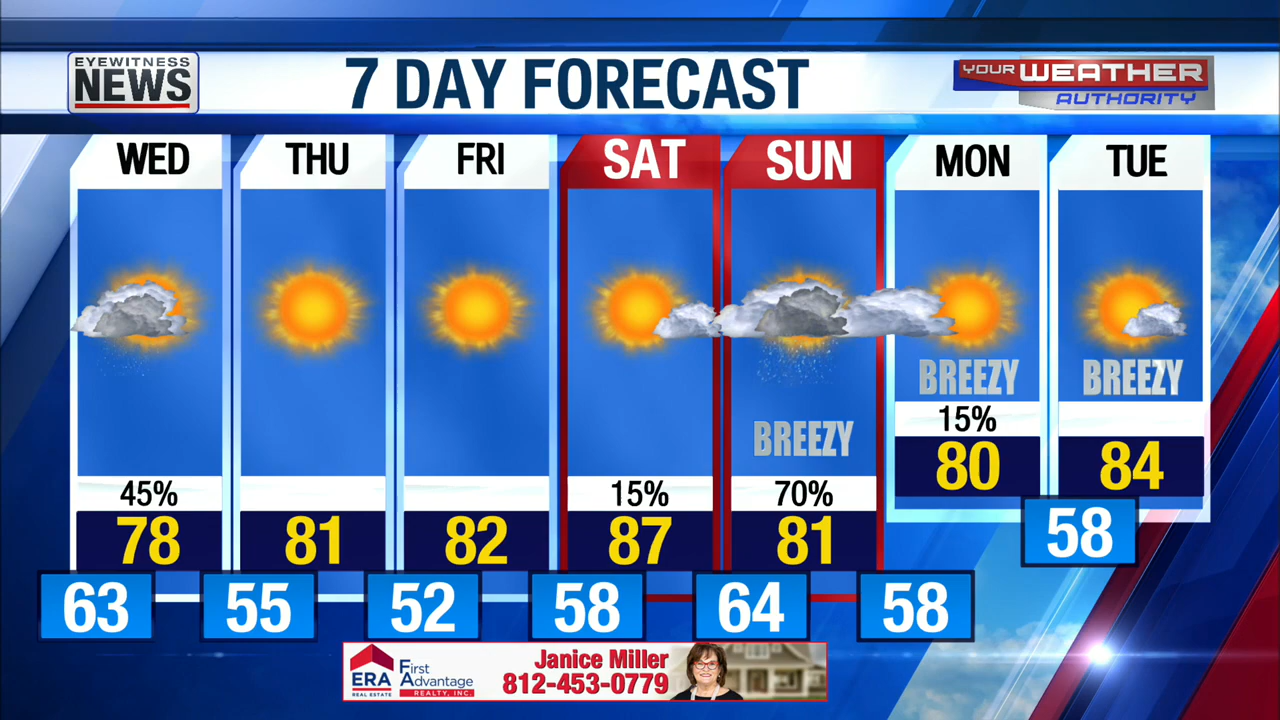 EYEWITNESS
NEWS
7 DAY FORECAST
YOUR WEATHER
AUTHORITY
WED
THU
FRI
SAT
SUN
MON
TUE
BREEZY
BREEZY
BREEZY
15%
80
84
45%
15%
70%
78
81
82
87
81
58
63
55
52
58
64
58
ERA
REAL ESTATE
First
Advantage
REALTY, INC.
Janice Miller
812-453-0779